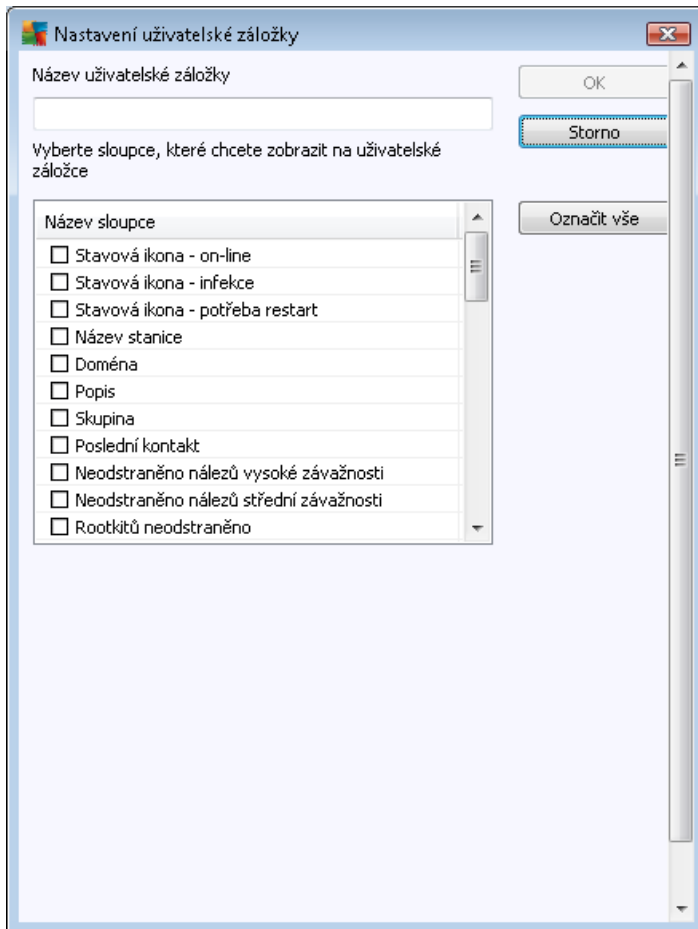 Nastavení uživatelské záložky
Název uživatelské záložky
OK
Storno
Vyberte sloupce, které chcete zobrazit na uživatelské
záložce
Označit vše
Název sloupce
Stavová ikona - on-line
Stavová ikona - infekce
Stavová ikona - potřeba restart
Název stanice
Doména
Popis
Skupina
Poslední kontakt
Neodstraněno nálezů vysoké závažnosti
Neodstraněno nálezů střední závažnosti
Rootkitů neodstraněno